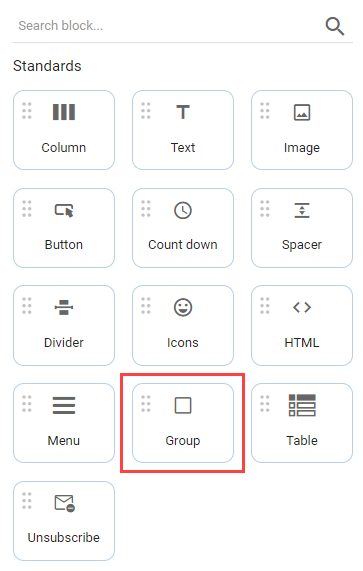 Search block...
Standards
Column
Text
Image
Button
Count down
Spacer
Divider
Icons
HTML
Menu
Group
Table
Unsubscribe